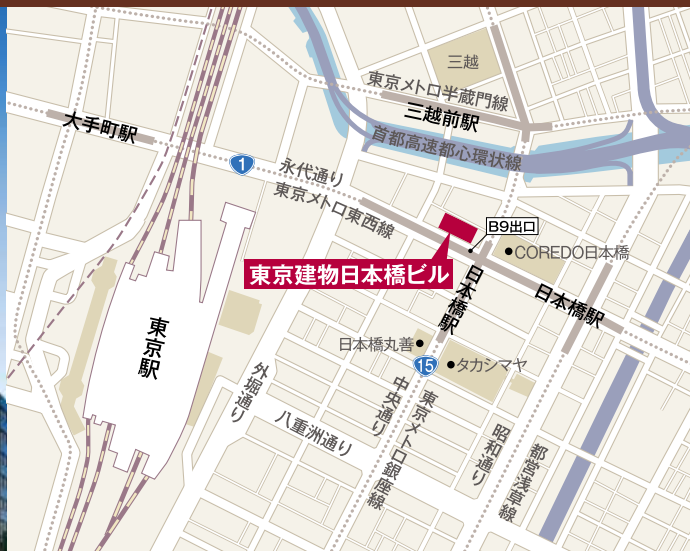 三越
東京メトロ半蔵門線
三越前駅
大手町駅
首都高速都心環状線
1
永代通り
東京メトロ東西線
B9出口
COREDO日本橋
東京建物日本橋ビル
日本橋駅
日本橋駅
東京駅
日本橋丸善
15
タカシマヤ
外堀通り
八重洲通り
中央通り
東京メトロ銀座線
昭和通り
都営浅草線